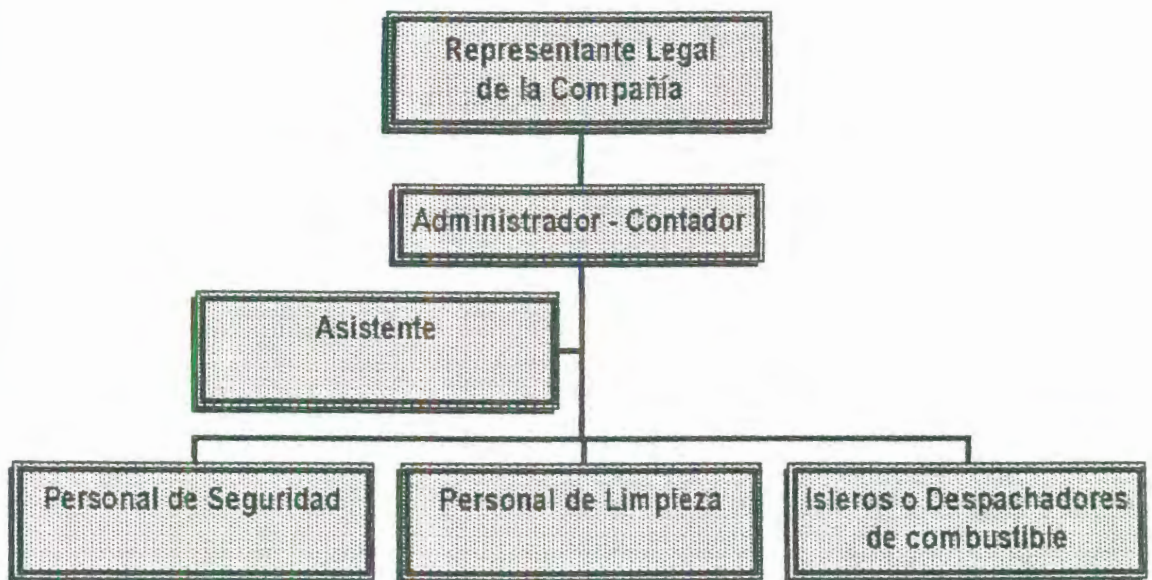 Representante Legal
de la Compañía
Administrador - Contador
Asistente
Personal de Seguridad
Personal de Limpieza
Isleros o Despachadores
de combustible